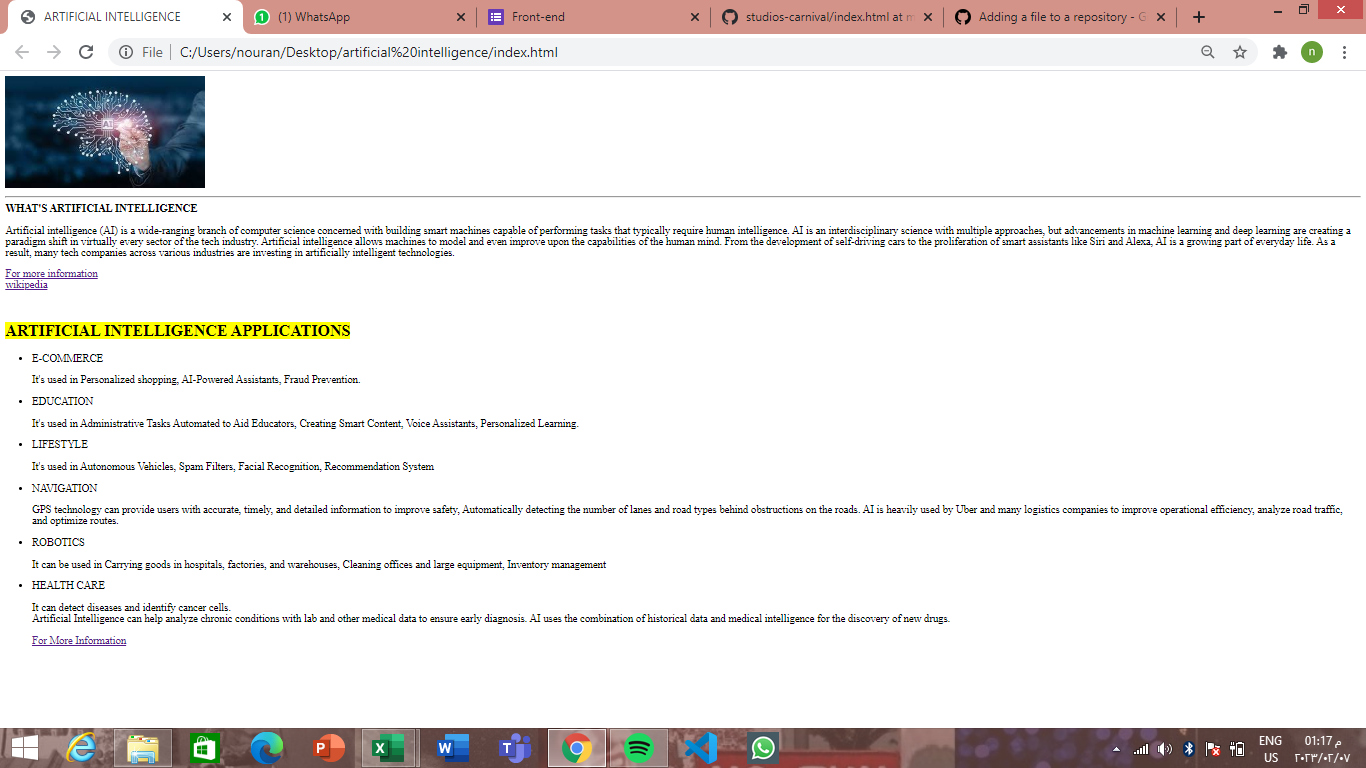 ARTIFICIAL INTELLIGENCE
(1) WhatsApp
Front-end
studios-carnival/index.html at m
Adding a file to a repository - G
File
C:/Users/nouran/Desktop/artificial%20intelligence/index.html
n
AI
WHAT'S ARTIFICIAL INTELLIGENCE
Artificial intelligence (AI) is a wide-ranging branch of computer science concerned with building smart machines capable of performing tasks that typically require human intelligence. AI is an interdisciplinary science with multiple approaches, but advancements in machine learning and deep learning are creating a
paradigm shift in virtually every sector of the tech industry. Artificial intelligence allows machines to model and even improve upon the capabilities of the human mind. From the development of self-driving cars to the proliferation of smart assistants like Siri and Alexa, AI is a growing part of everyday life. As a
result, many tech companies across various industries are investing in artificially intelligent technologies.
For more information
wikipedia
ARTIFICIAL INTELLIGENCE APPLICATIONS
• E-COMMERCE
It's used in Personalized shopping, AI-Powered Assistants, Fraud Prevention.
• EDUCATION
It's used in Administrative Tasks Automated to Aid Educators, Creating Smart Content, Voice Assistants, Personalized Learning.
• LIFESTYLE
It's used in Autonomous Vehicles, Spam Filters, Facial Recognition, Recommendation System
• NAVIGATION
GPS technology can provide users with accurate, timely, and detailed information to improve safety, Automatically detecting the number of lanes and road types behind obstructions on the roads. AI is heavily used by Uber and many logistics companies to improve operational efficiency, analyze road traffic,
and optimize routes.
• ROBOTICS
It can be used in Carrying goods in hospitals, factories, and warehouses, Cleaning offices and large equipment, Inventory management
• HEALTH CARE
It can detect diseases and identify cancer cells.
Artificial Intelligence can help analyze chronic conditions with lab and other medical data to ensure early diagnosis. AI uses the combination of historical data and medical intelligence for the discovery of new drugs.
For More Information
ENG
US
01:17 م
٢٠٢٣/٠٢/٠٧